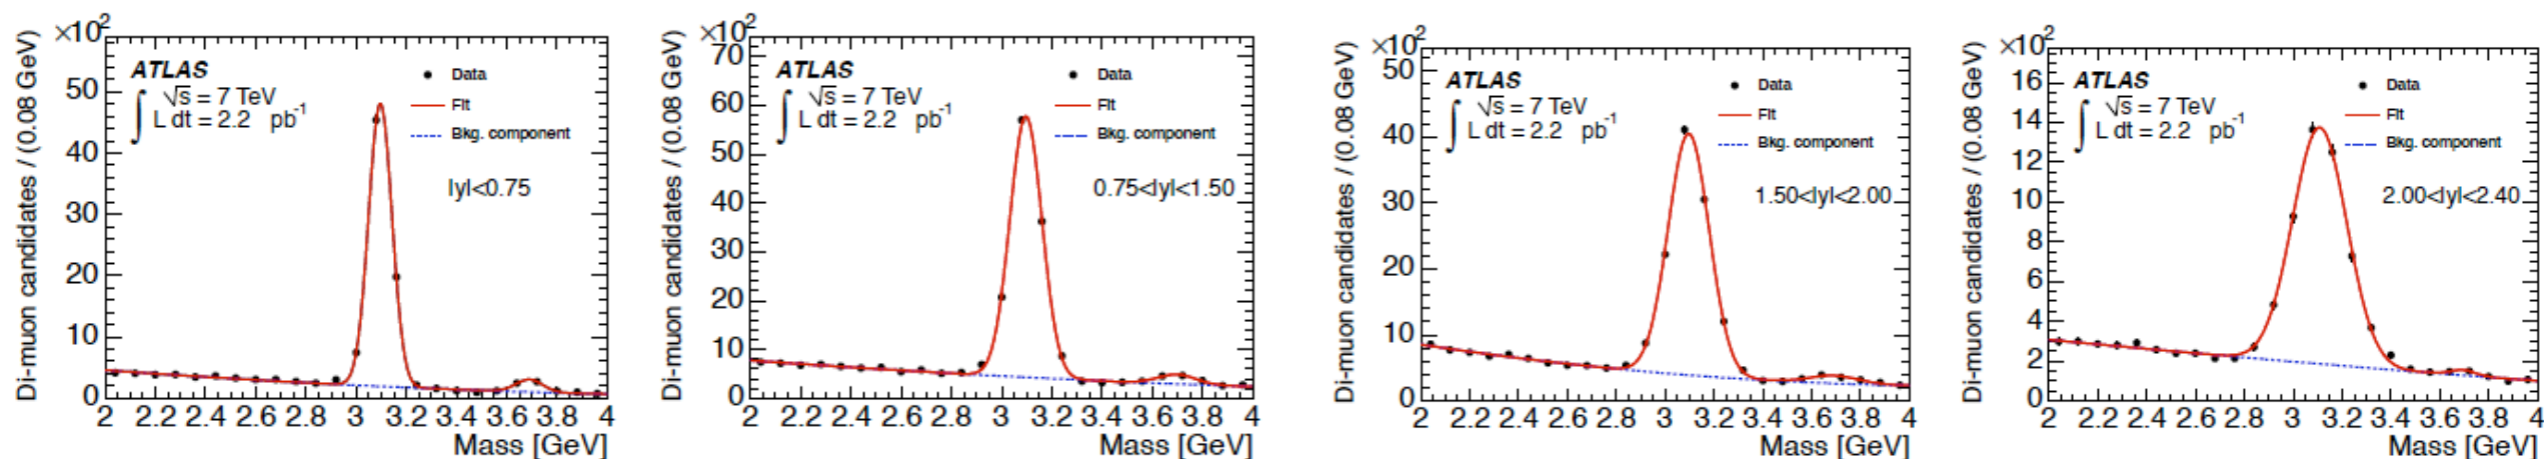 ×10²
Di-muon candidates / (0.08 GeV)
50
40
30
20
10
0
ATLAS
√s = 7 TeV
∫ L dt = 2.2 pb⁻¹
Data
Fit
Bkg. component
|y|<0.75
2 2.2 2.4 2.6 2.8 3 3.2 3.4 3.6 3.8 4
Mass [GeV]
×10²
Di-muon candidates / (0.08 GeV)
70
60
50
40
30
20
10
0
ATLAS
√s = 7 TeV
∫ L dt = 2.2 pb⁻¹
Data
Fit
Bkg. component
0.75<|y|<1.50
2 2.2 2.4 2.6 2.8 3 3.2 3.4 3.6 3.8 4
Mass [GeV]
×10²
Di-muon candidates / (0.08 GeV)
50
40
30
20
10
0
ATLAS
√s = 7 TeV
∫ L dt = 2.2 pb⁻¹
Data
Fit
Bkg. component
1.50<|y|<2.00
2 2.2 2.4 2.6 2.8 3 3.2 3.4 3.6 3.8 4
Mass [GeV]
×10²
Di-muon candidates / (0.08 GeV)
16
14
12
10
8
6
4
2
0
ATLAS
√s = 7 TeV
∫ L dt = 2.2 pb⁻¹
Data
Fit
Bkg. component
2.00<|y|<2.40
2 2.2 2.4 2.6 2.8 3 3.2 3.4 3.6 3.8 4
Mass [GeV]